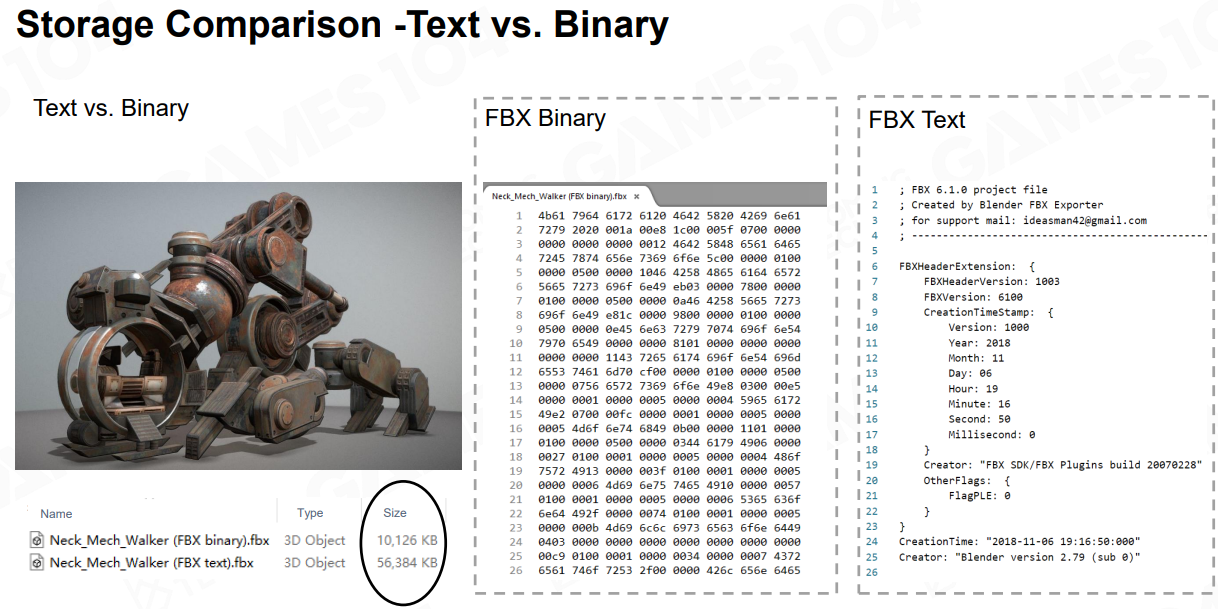 Storage Comparison -Text vs. Binary
Text vs. Binary
Name Type Size
Neck_Mech_Walker (FBX binary).fbx 3D Object 10,126 KB
Neck_Mech_Walker (FBX text).fbx 3D Object 56,384 KB
FBX Binary
Neck_Mech_Walker (FBX binary).fbx ×
1 4b61 7964 6172 6120 4642 5820 4269 6e61
2 7279 2020 001a 00e8 1c00 005f 0700 0000
3 0000 0000 0000 0012 4642 5848 6561 6465
4 7245 7874 656e 7369 6f6e 5c00 0000 0100
5 0000 0500 0000 1046 4258 4865 6164 6572
6 5665 7273 696f 6e49 eb03 0000 7800 0000
7 0100 0000 0500 0000 0a46 4258 5665 7273
8 696f 6e49 e81c 0000 9800 0000 0100 0000
9 0500 0000 0e45 6e63 7279 7074 696f 6e54
10 7970 6549 0000 0000 8101 0000 0000 0000
11 0000 0000 1143 7265 6174 696f 6e54 696d
12 6553 7461 6d70 cf00 0000 0100 0000 0500
13 0000 0756 6572 7369 6f6e 49e8 0300 00e5
14 0000 0001 0000 0005 0000 0004 5965 6172
15 49e2 0700 00fc 0000 0001 0000 0005 0000
16 0005 4d6f 6e74 6849 0b00 0000 1101 0000
17 0100 0000 0500 0000 0344 6179 4906 0000
18 0027 0100 0001 0000 0005 0000 0004 486f
19 7572 4913 0000 003f 0100 0001 0000 0005
20 0000 0006 4d69 6e75 7465 4910 0000 0057
21 0100 0001 0000 0005 0000 0006 5365 636f
22 6e64 492f 0000 0074 0100 0001 0000 0005
23 0000 000b 4d69 6c6c 6973 6563 6f6e 6449
24 0403 0000 0000 0000 0000 0000 0000 0000
25 00c9 0100 0001 0000 0034 0000 0007 4372
26 6561 746f 7253 2f00 0000 426c 656e 6465
FBX Text
1 ; FBX 6.1.0 project file
2 ; Created by Blender FBX Exporter
3 ; for support mail: ideasman42@gmail.com
4 ; ------------------------------------------------
5
6 FBXHeaderExtension: {
7 FBXHeaderVersion: 1003
8 FBXVersion: 6100
9 CreationTimeStamp: {
10 Version: 1000
11 Year: 2018
12 Month: 11
13 Day: 06
14 Hour: 19
15 Minute: 16
16 Second: 50
17 Millisecond: 0
18 }
19 Creator: "FBX SDK/FBX Plugins build 20070228"
20 OtherFlags: {
21 FlagPLE: 0
22 }
23 }
24 CreationTime: "2018-11-06 19:16:50:000"
25 Creator: "Blender version 2.79 (sub 0)"
26
GAMES104